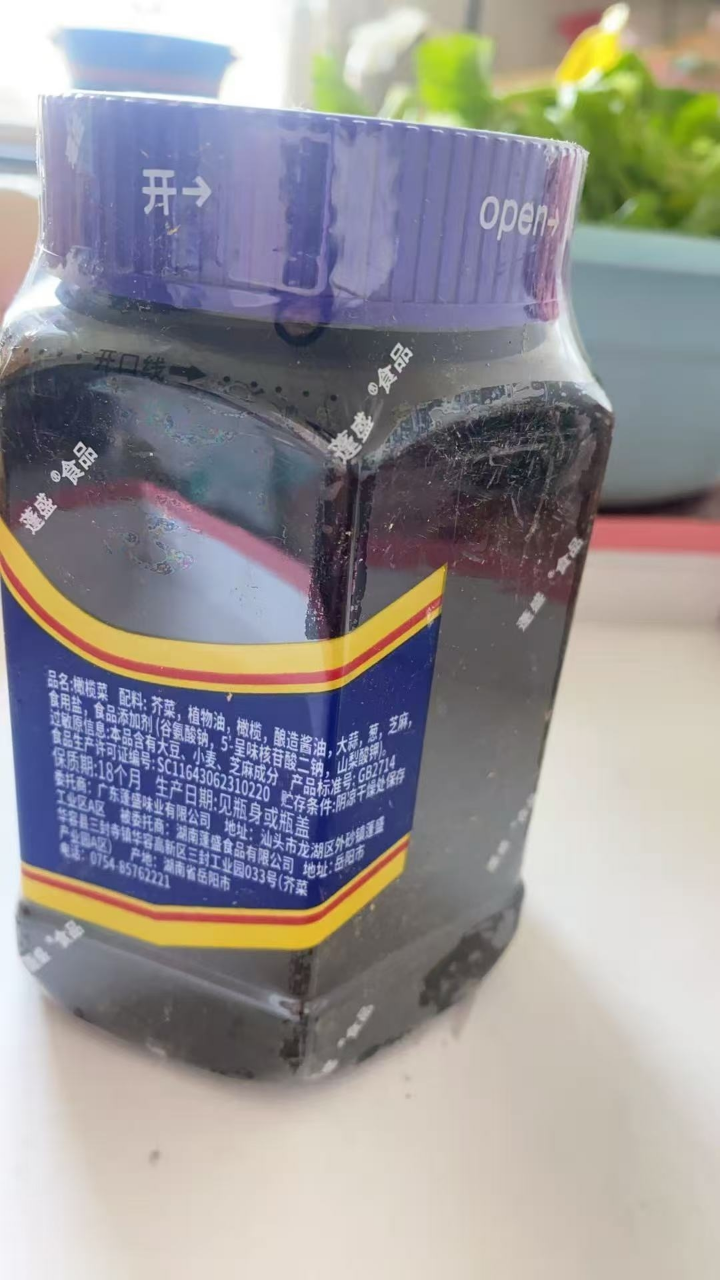 开→
open→
开口线
蓬盛®食品
蓬盛®食品
蓬盛®食品
品名:橄榄菜 配料:芥菜，植物油，橄榄，酿造酱油，大蒜，葱，芝麻，
食用盐，食品添加剂(谷氨酸钠，5'-呈味核苷酸二钠，山梨酸钾)。
过敏原信息:本品含有大豆、小麦、芝麻成分 产品标准号:GB2714
食品生产许可证编号:SC11643062310220 贮存条件:阴凉干燥处保存
保质期:18个月 生产日期:见瓶身或瓶盖
委托商:广东蓬盛味业有限公司 地址:汕头市龙湖区外砂镇蓬盛
工业区A区 被委托商:湖南蓬盛食品有限公司 地址:岳阳市
华容县三封寺镇华容高新区三封工业园033号(芥菜
产业园A区) 产地:湖南省岳阳市
电话:0754-85762221
蓬盛®食品